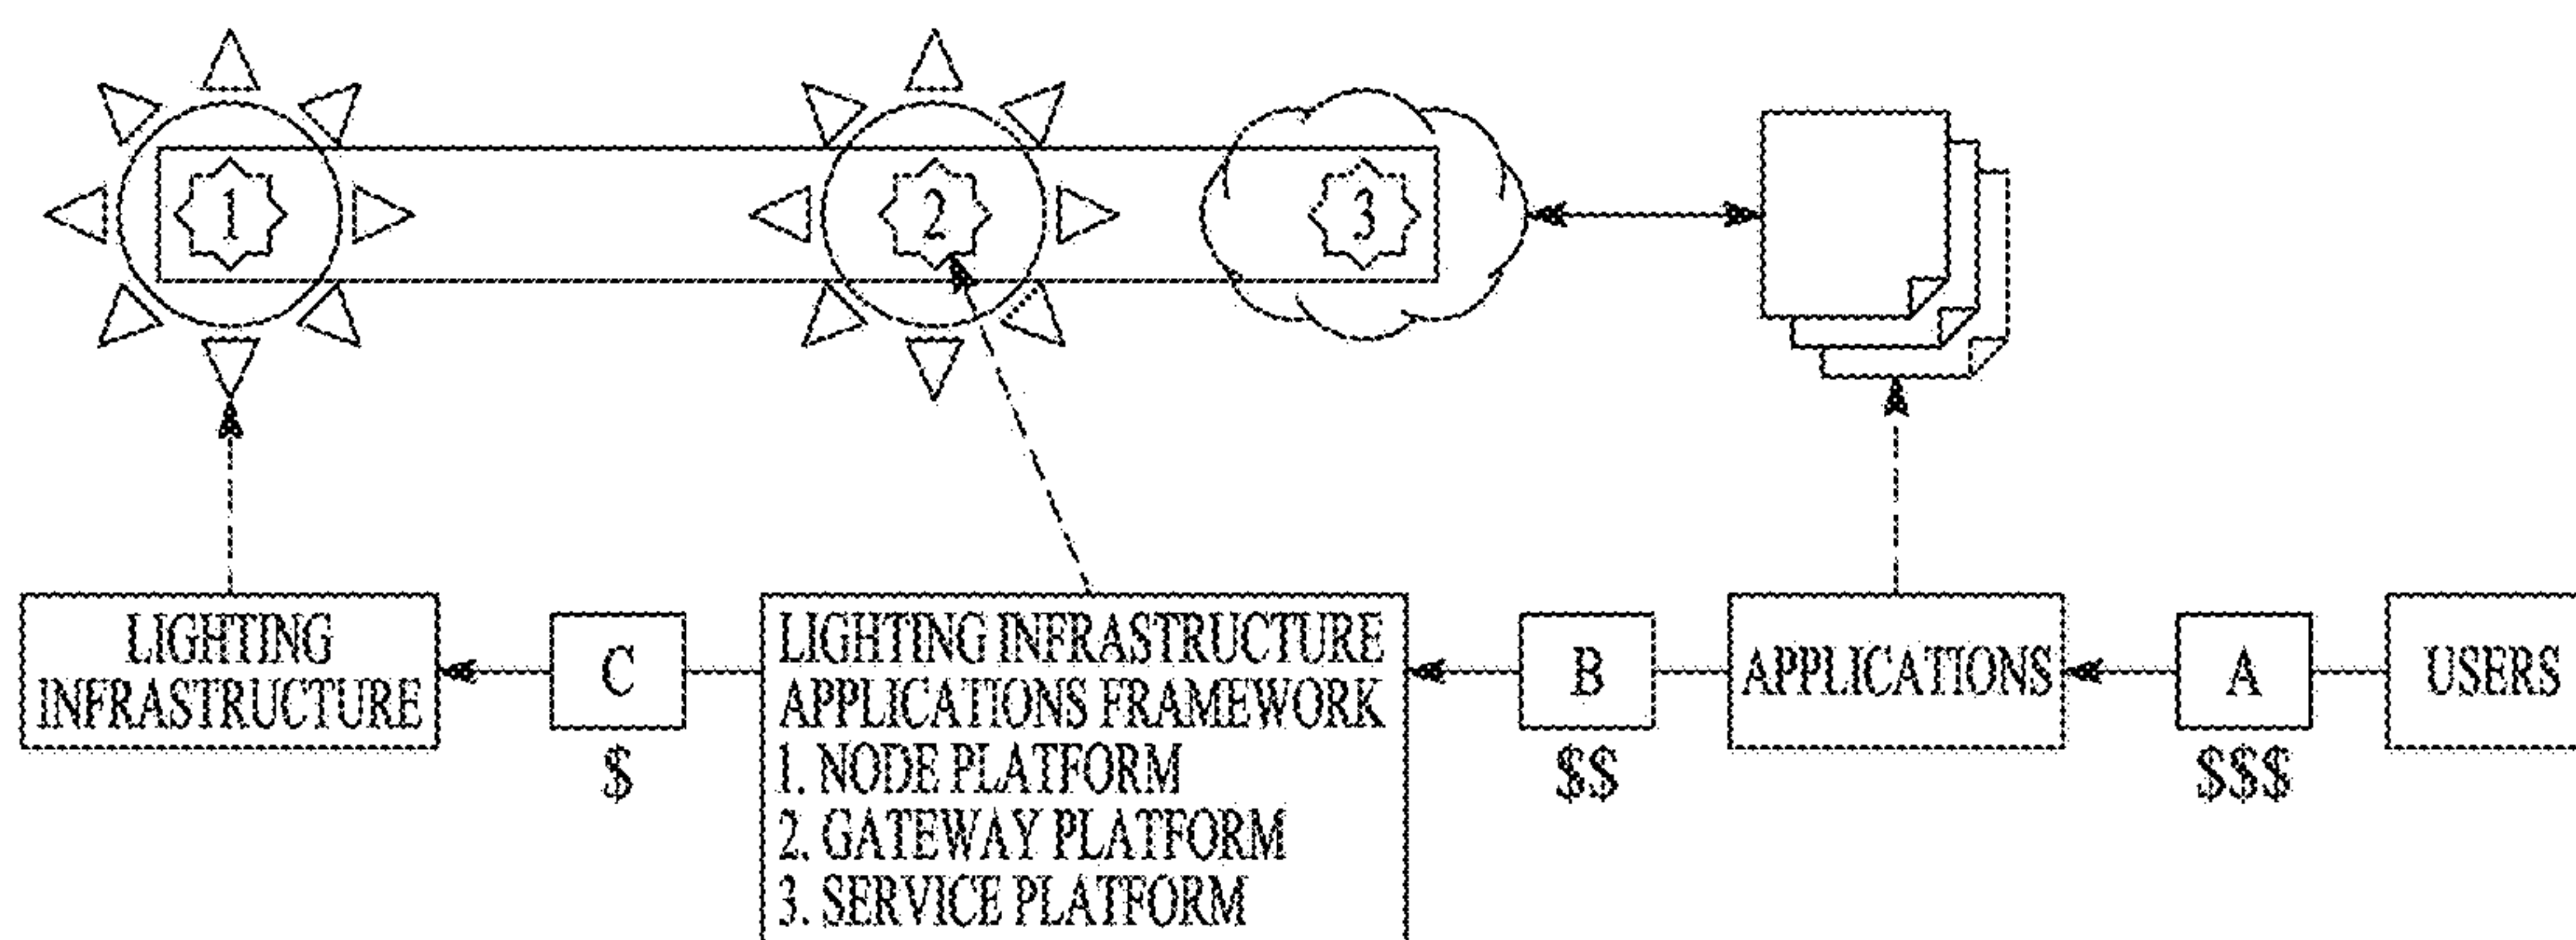 1
2
3
LIGHTING
INFRASTRUCTURE
C
$
LIGHTING INFRASTRUCTURE
APPLICATIONS FRAMEWORK
1. NODE PLATFORM
2. GATEWAY PLATFORM
3. SERVICE PLATFORM
B
$$
APPLICATIONS
A
$$$
USERS